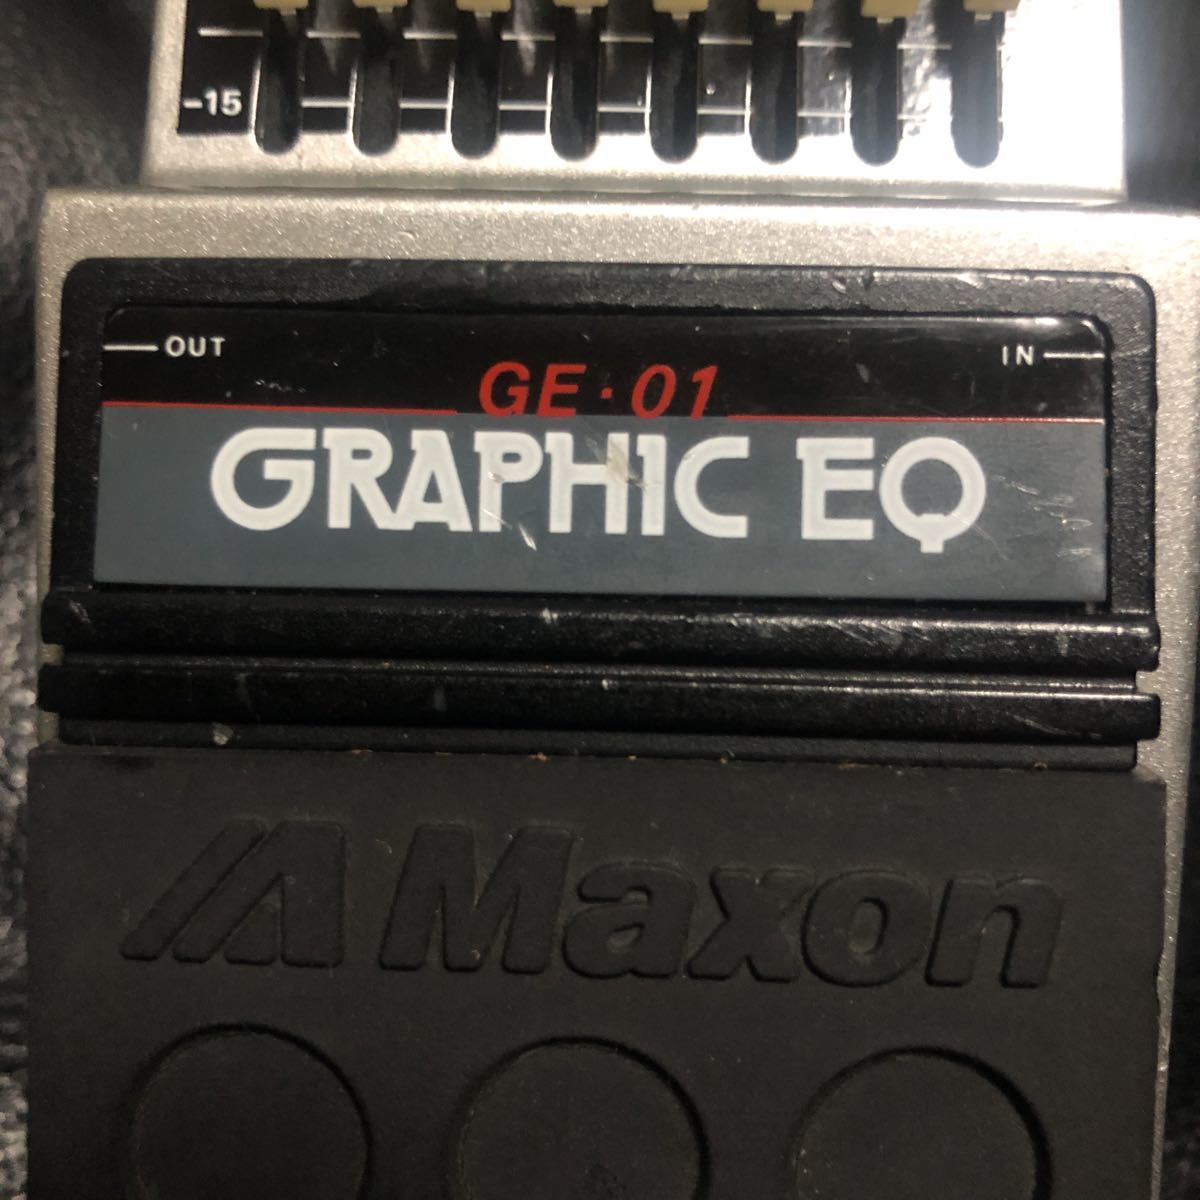 -15
OUT IN
GE·01
GRAPHIC EQ
Maxon